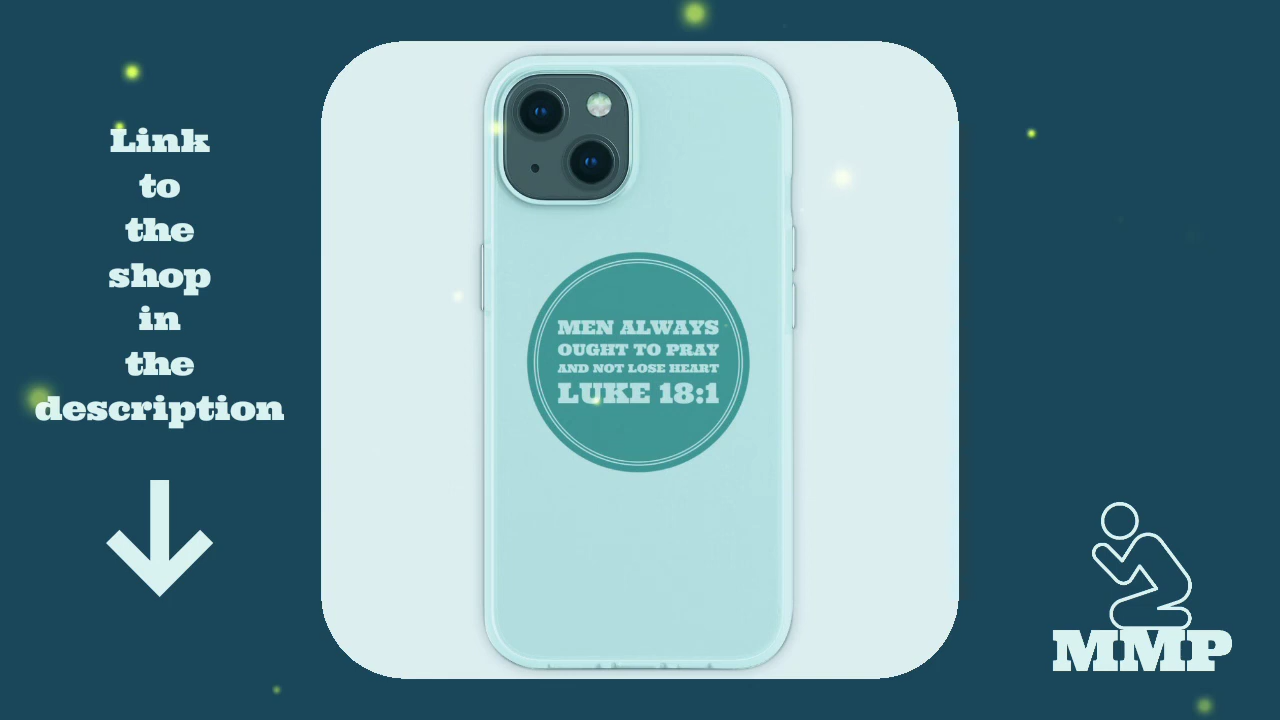 Link
to
the
shop
in
the
description
MEN ALWAYS
OUGHT TO PRAY
AND NOT LOSE HEART
LUKE 18:1
MMP